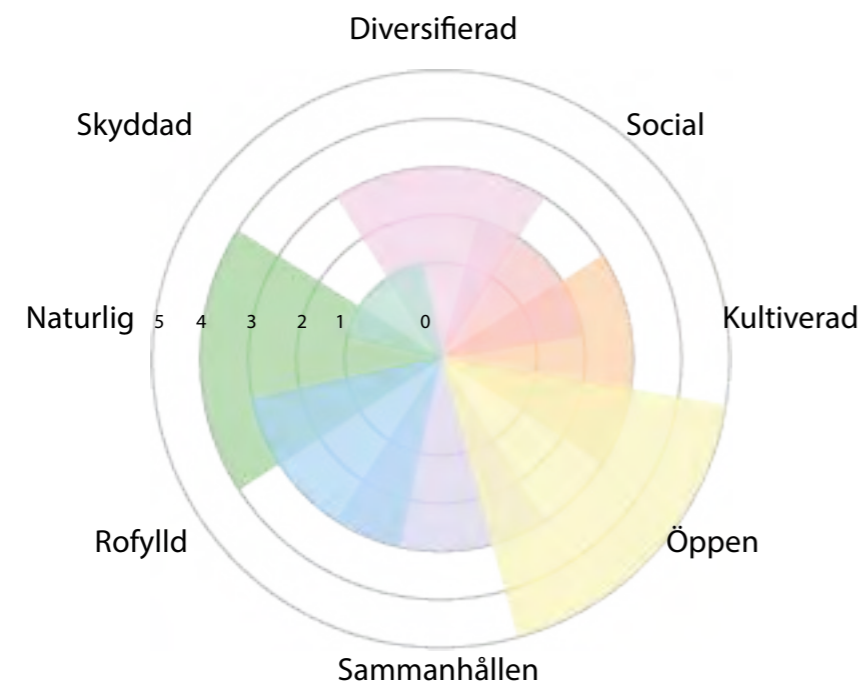 Diversifierad
Skyddad
Social
Naturlig 5 4 3 2 1 0 Kultiverad
Rofylld
Öppen
Sammanhållen